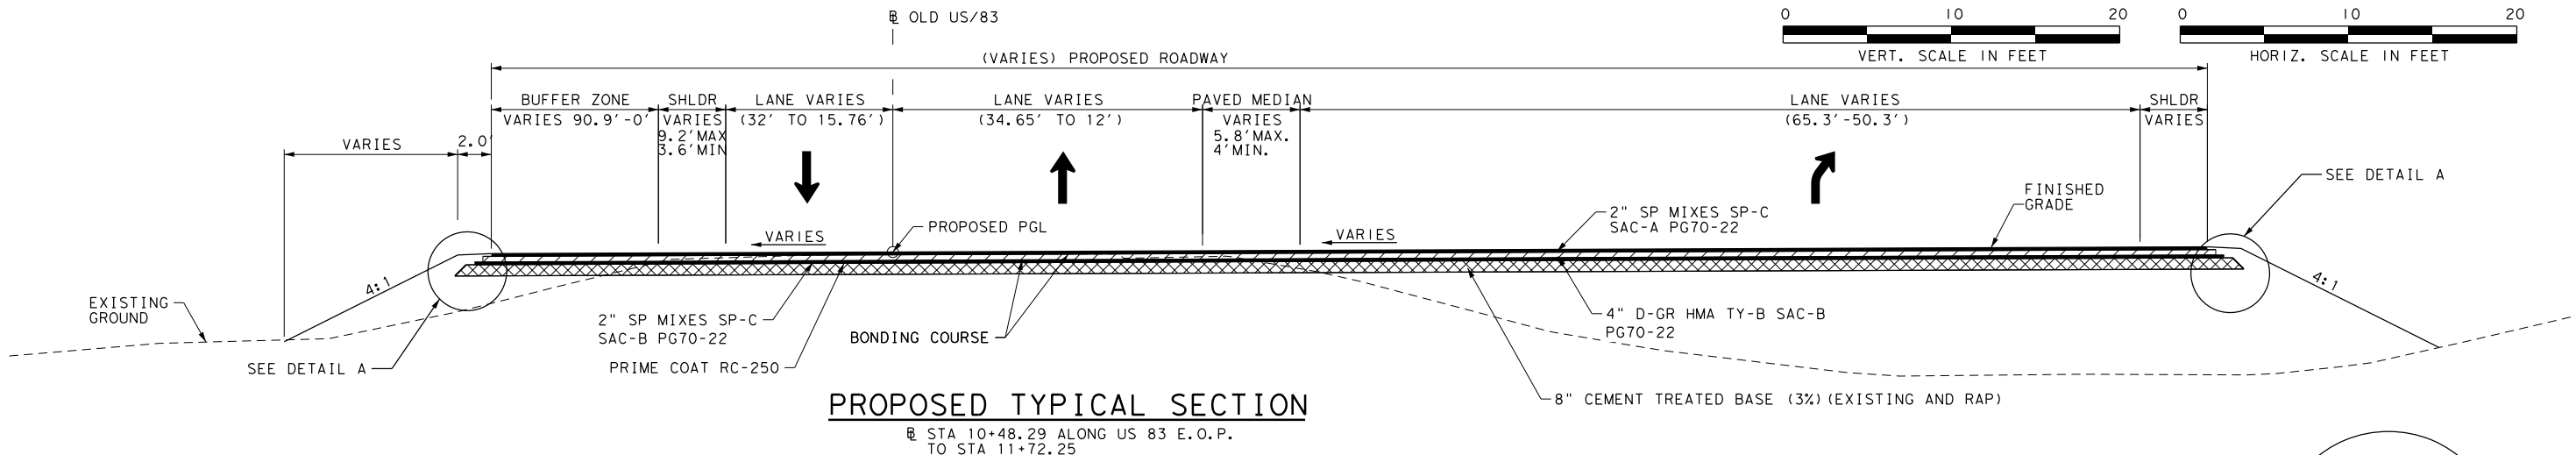 ℄ OLD US/83
0 10 20
VERT. SCALE IN FEET
0 10 20
HORIZ. SCALE IN FEET
(VARIES) PROPOSED ROADWAY
BUFFER ZONE
VARIES 90.9'-0'
SHLDR
VARIES
9.2'MAX
3.6'MIN
LANE VARIES
(32' TO 15.76')
LANE VARIES
(34.65' TO 12')
PAVED MEDIAN
VARIES
5.8'MAX.
4'MIN.
LANE VARIES
(65.3'-50.3')
SHLDR
VARIES
VARIES
2.0'
SEE DETAIL A
FINISHED
GRADE
2" SP MIXES SP-C
SAC-A PG70-22
PROPOSED PGL
VARIES
VARIES
4:1
4:1
EXISTING
GROUND
2" SP MIXES SP-C
SAC-B PG70-22
BONDING COURSE
4" D-GR HMA TY-B SAC-B
PG70-22
SEE DETAIL A
PRIME COAT RC-250
8" CEMENT TREATED BASE (3%)(EXISTING AND RAP)
PROPOSED TYPICAL SECTION
℄ STA 10+48.29 ALONG US 83 E.O.P.
TO STA 11+72.25